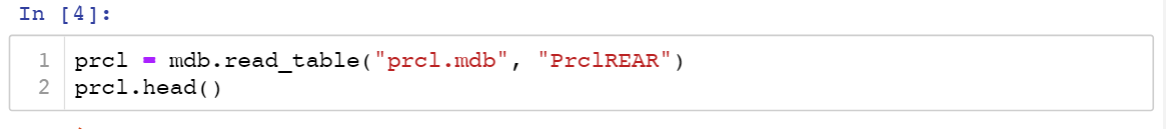 In [4]:
1 prcl = mdb.read_table("prcl.mdb", "PrclREAR")
2 prcl.head()